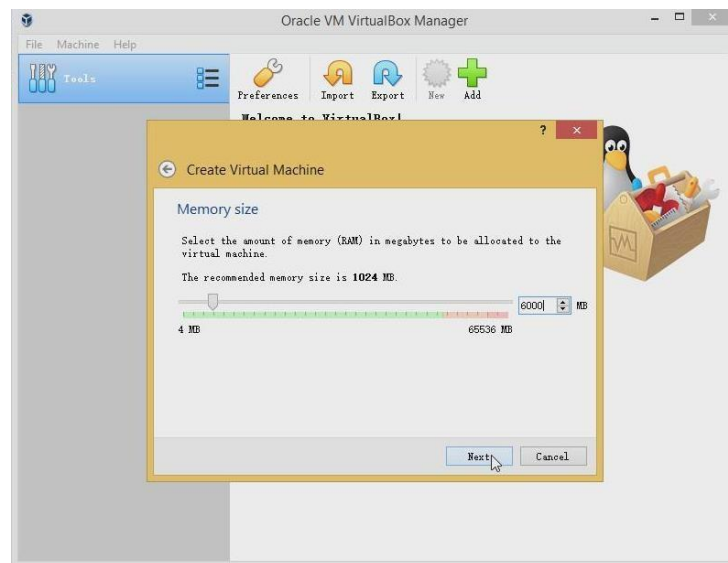 Oracle VM VirtualBox Manager
File Machine Help
Tools
Preferences Import Export New Add
Welcome to VirtualBox!
? ×
Create Virtual Machine
Memory size
Select the amount of memory (RAM) in megabytes to be allocated to the
virtual machine.
The recommended memory size is 1024 MB.
6000 MB
4 MB 65536 MB
Next Cancel